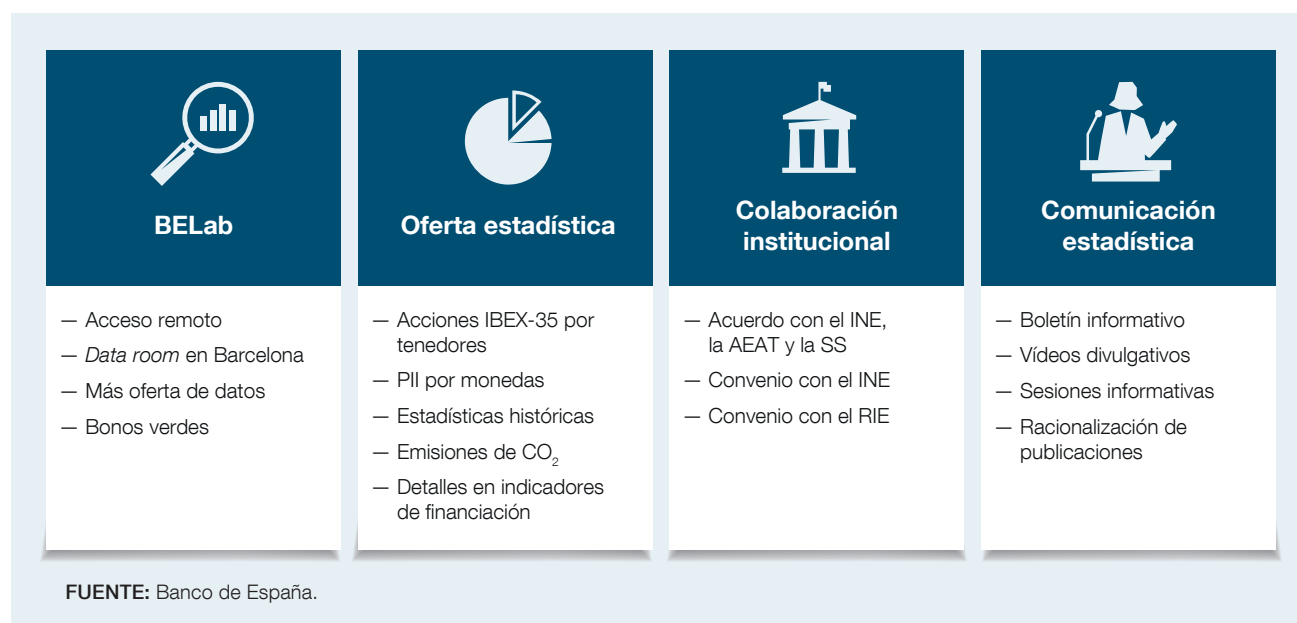 BELab
— Acceso remoto
— Data room en Barcelona
— Más oferta de datos
— Bonos verdes
Oferta estadística
— Acciones IBEX-35 por
tenedores
— PII por monedas
— Estadísticas históricas
— Emisiones de CO₂
— Detalles en indicadores
de financiación
Colaboración
institucional
— Acuerdo con el INE,
la AEAT y la SS
— Convenio con el INE
— Convenio con el RIE
Comunicación
estadística
— Boletín informativo
— Vídeos divulgativos
— Sesiones informativas
— Racionalización de
publicaciones
FUENTE: Banco de España.